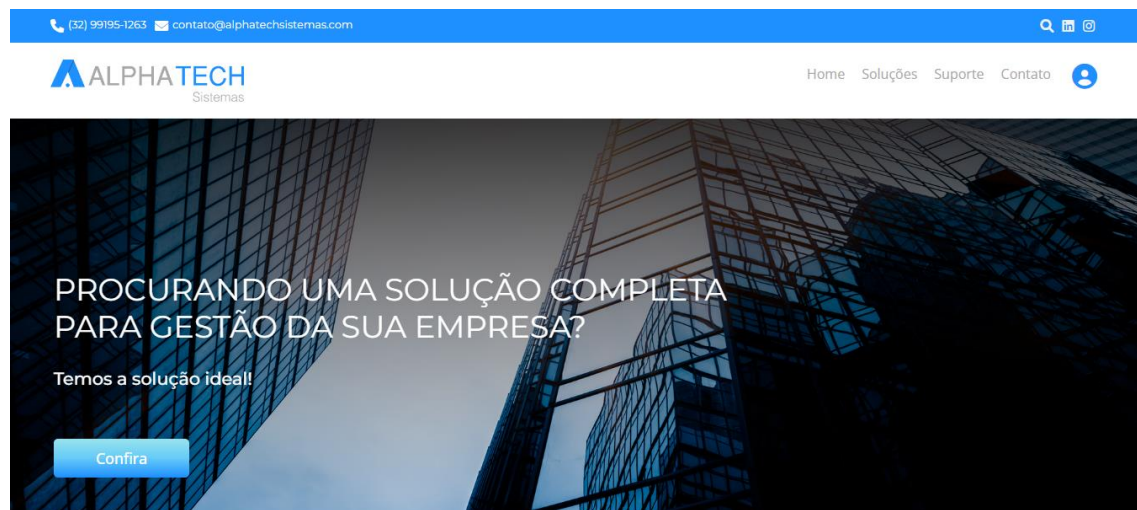 (32) 99195-1263 contato@alphatechsistemas.com
ALPHATECH
Sistemas
Home Soluções Suporte Contato
PROCURANDO UMA SOLUÇÃO COMPLETA
PARA GESTÃO DA SUA EMPRESA?
Temos a solução ideal!
Confira